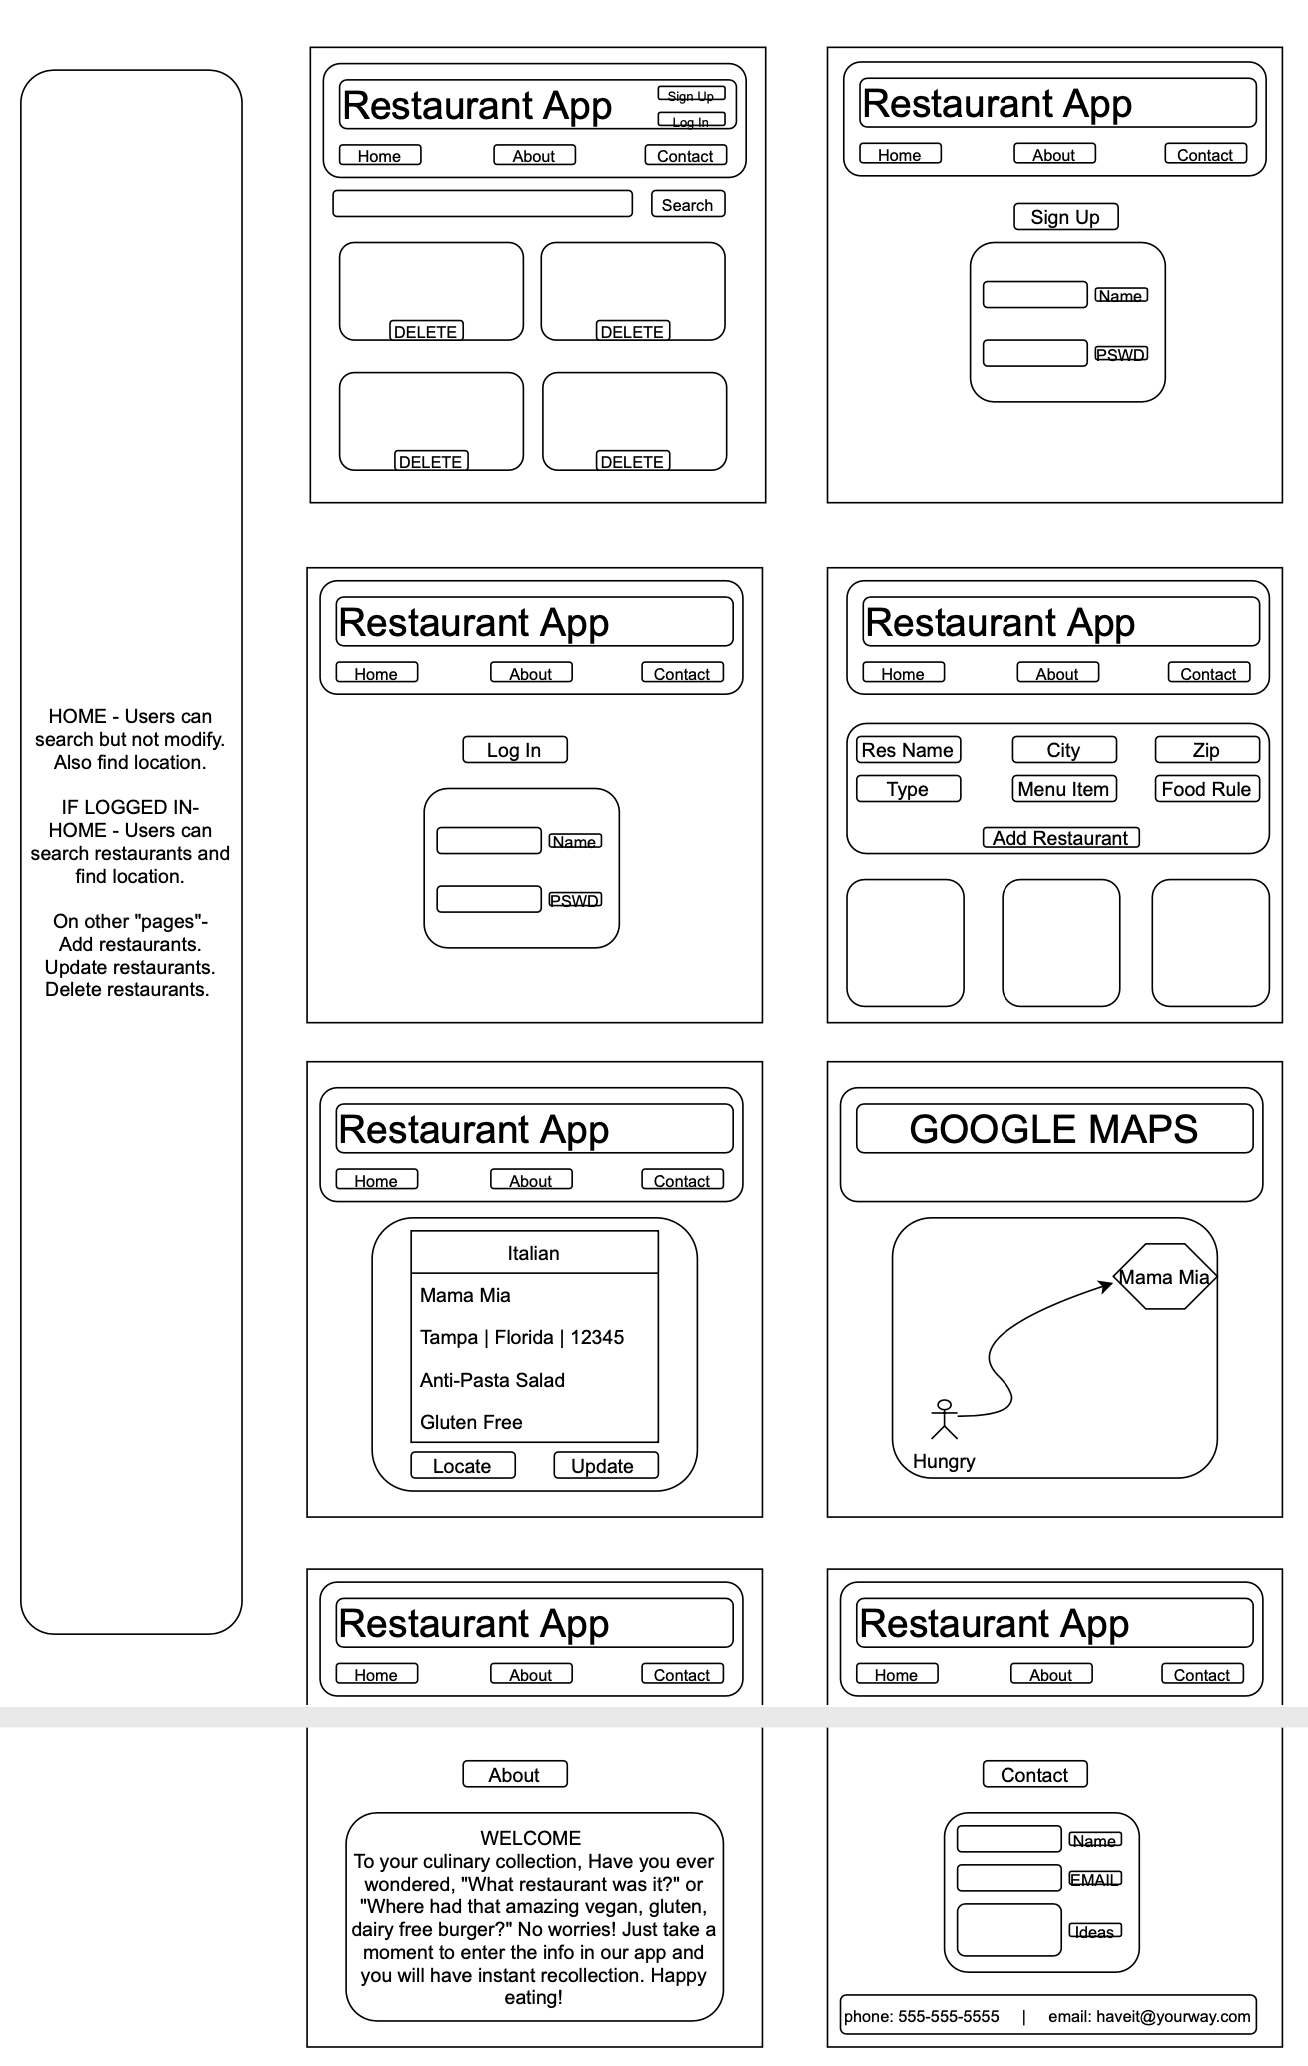 HOME - Users can
search but not modify.
Also find location.
IF LOGGED IN-
HOME - Users can
search restaurants and
find location.
On other "pages"-
Add restaurants.
Update restaurants.
Delete restaurants.
Restaurant App
Sign Up
Log In
Home About Contact
Search
DELETE DELETE
DELETE DELETE
Restaurant App
Home About Contact
Sign Up
Name
PSWD
Restaurant App
Home About Contact
Log In
Name
PSWD
Restaurant App
Home About Contact
Res Name City Zip
Type Menu Item Food Rule
Add Restaurant
Restaurant App
Home About Contact
Italian
Mama Mia
Tampa | Florida | 12345
Anti-Pasta Salad
Gluten Free
Locate Update
GOOGLE MAPS
Mama Mia
Hungry
Restaurant App
Home About Contact
About
WELCOME
To your culinary collection, Have you ever
wondered, "What restaurant was it?" or
"Where had that amazing vegan, gluten,
dairy free burger?" No worries! Just take a
moment to enter the info in our app and
you will have instant recollection. Happy
eating!
Restaurant App
Home About Contact
Contact
Name
EMAIL
Ideas
phone: 555-555-5555 | email: haveit@yourway.com